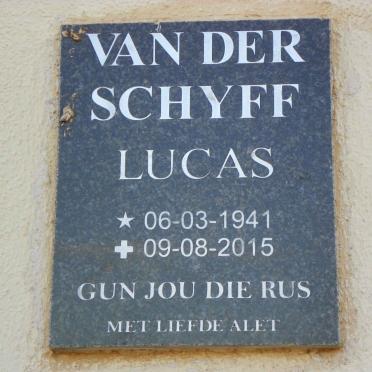 VAN DER
SCHYFF
LUCAS
★ 06-03-1941
✚ 09-08-2015
GUN JOU DIE RUS
MET LIEFDE ALET